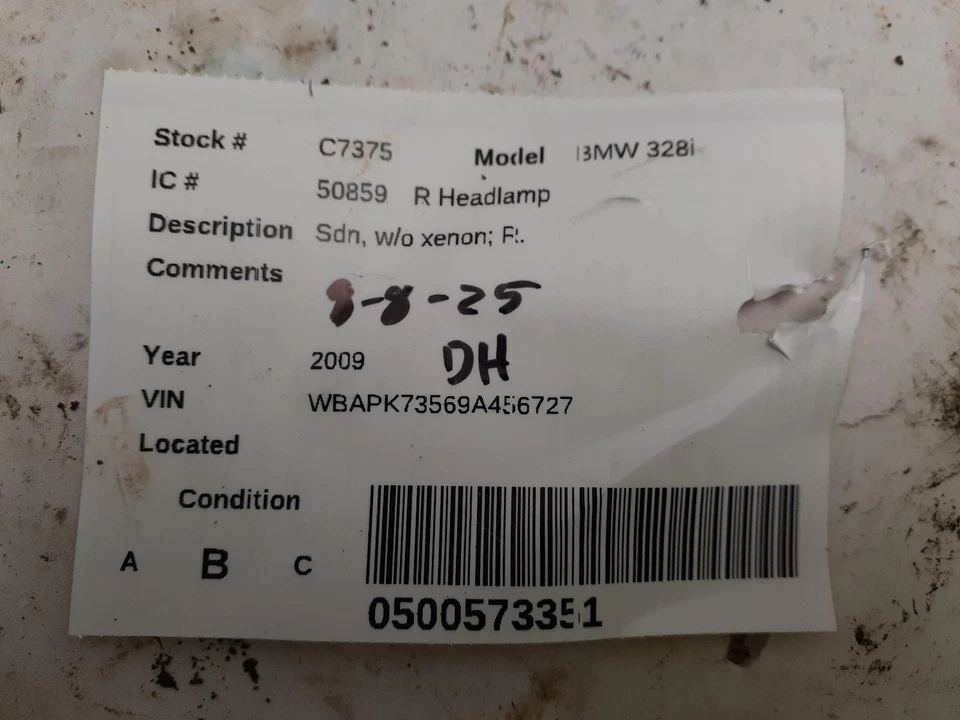 Stock # C7375 Model BMW 328i
IC # 50859 R Headlamp
Description Sdn, w/o xenon;
Comments
8-25
Year 2009 DH
VIN WBAPK73569A456727
Located
Condition
A B C
0500573351